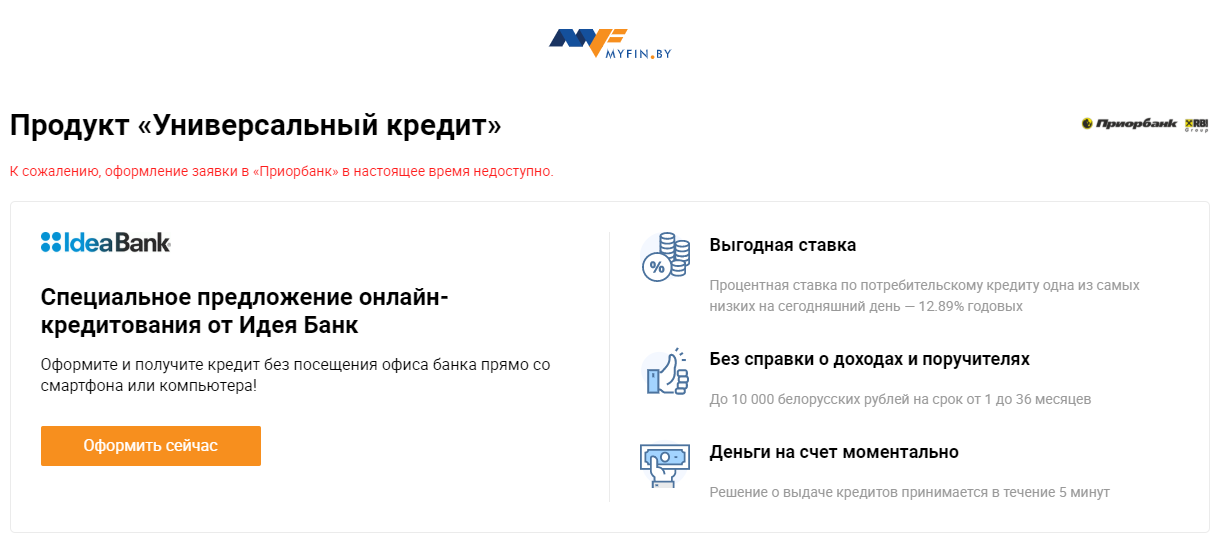 MYFIN.BY
Продукт «Универсальный кредит»
Приорбанк RBI
Group
К сожалению, оформление заявки в «Приорбанк» в настоящее время недоступно.
IdeaBank
Специальное предложение онлайн-
кредитования от Идея Банк
Оформите и получите кредит без посещения офиса банка прямо со
смартфона или компьютера!
Оформить сейчас
%
Выгодная ставка
Процентная ставка по потребительскому кредиту одна из самых
низких на сегодняшний день — 12.89% годовых
Без справки о доходах и поручителях
До 10 000 белорусских рублей на срок от 1 до 36 месяцев
Деньги на счет моментально
Решение о выдаче кредитов принимается в течение 5 минут